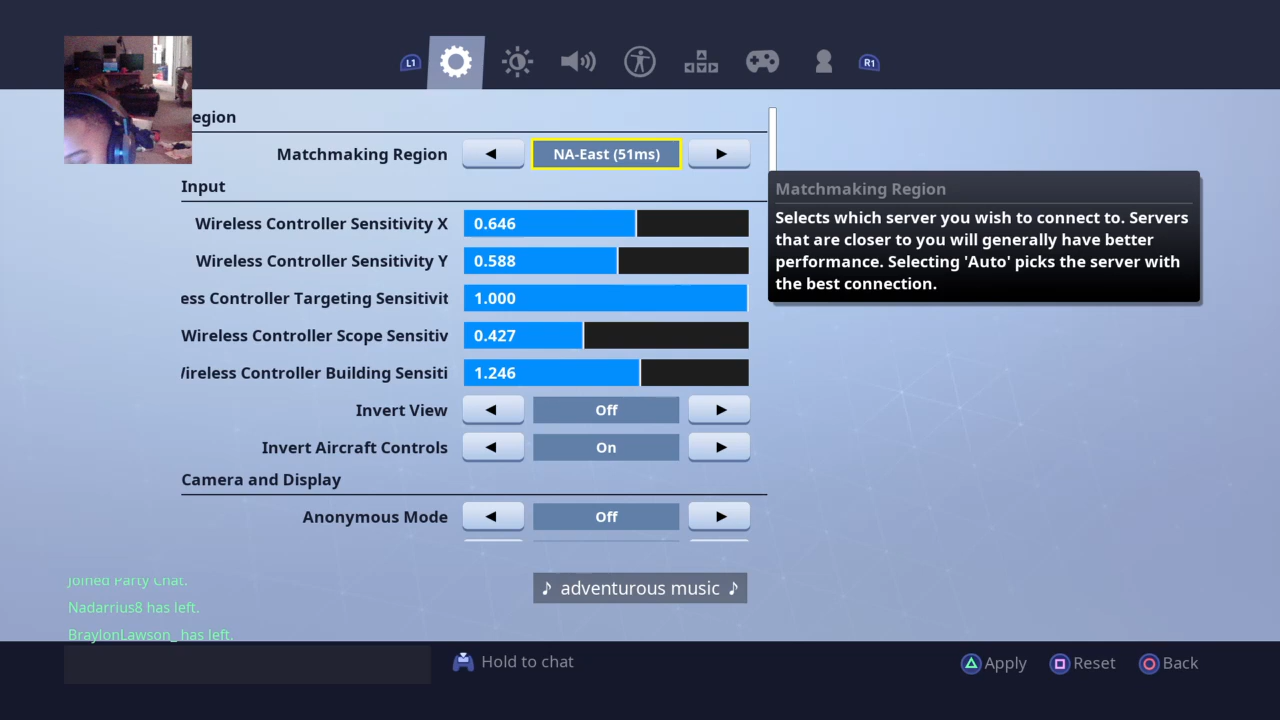 L1
R1
egion
Matchmaking Region
NA-East (51ms)
Input
Wireless Controller Sensitivity X
0.646
Wireless Controller Sensitivity Y
0.588
ess Controller Targeting Sensitivit
1.000
Wireless Controller Scope Sensitiv
0.427
ireless Controller Building Sensiti
1.246
Invert View
Off
Invert Aircraft Controls
On
Camera and Display
Anonymous Mode
Off
Matchmaking Region
Selects which server you wish to connect to. Servers
that are closer to you will generally have better
performance. Selecting 'Auto' picks the server with
the best connection.
Joined Party Chat.
Nadarrius8 has left.
BraylonLawson_ has left.
♪ adventurous music ♪
Hold to chat
Apply
Reset
Back